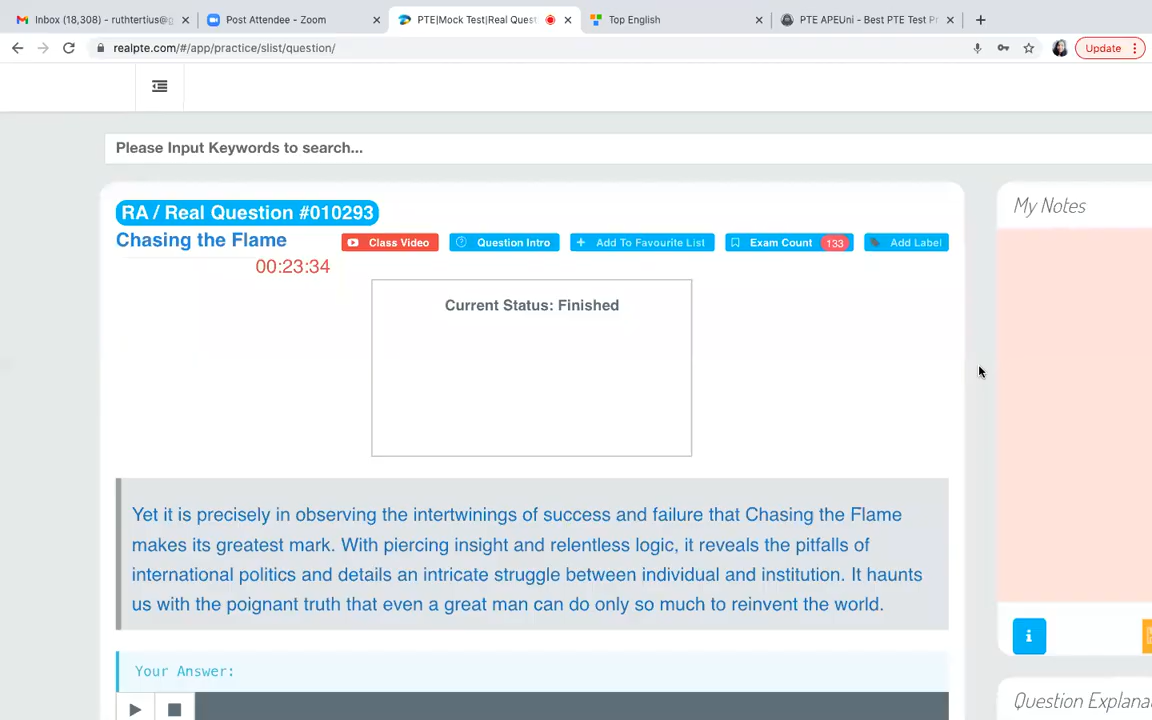 Inbox (18,308) - ruthtertius@g
Post Attendee - Zoom
PTE|Mock Test|Real Quest
Top English
PTE APEUni - Best PTE Test Pr
realpte.com/#/app/practice/slist/question/
Update
Please Input Keywords to search...
RA / Real Question #010293
Chasing the Flame
Class Video
Question Intro
Add To Favourite List
Exam Count 133
Add Label
My Notes
00:23:34
Current Status: Finished
Yet it is precisely in observing the intertwinings of success and failure that Chasing the Flame
makes its greatest mark. With piercing insight and relentless logic, it reveals the pitfalls of
international politics and details an intricate struggle between individual and institution. It haunts
us with the poignant truth that even a great man can do only so much to reinvent the world.
Your Answer:
Question Explana